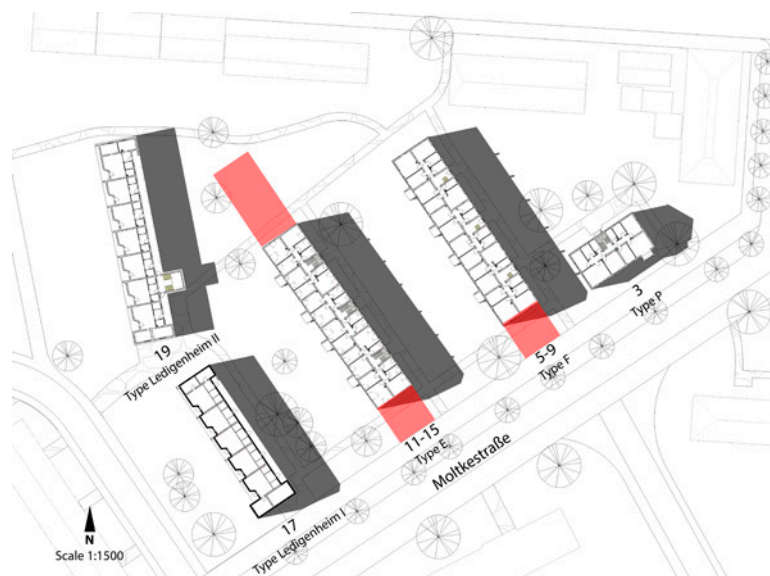 3
Type P
5-9
Type F
19
Type Ledigenheim II
11-15
Type E
Moltkestraße
17
Type Ledigenheim I
N
Scale 1:1500